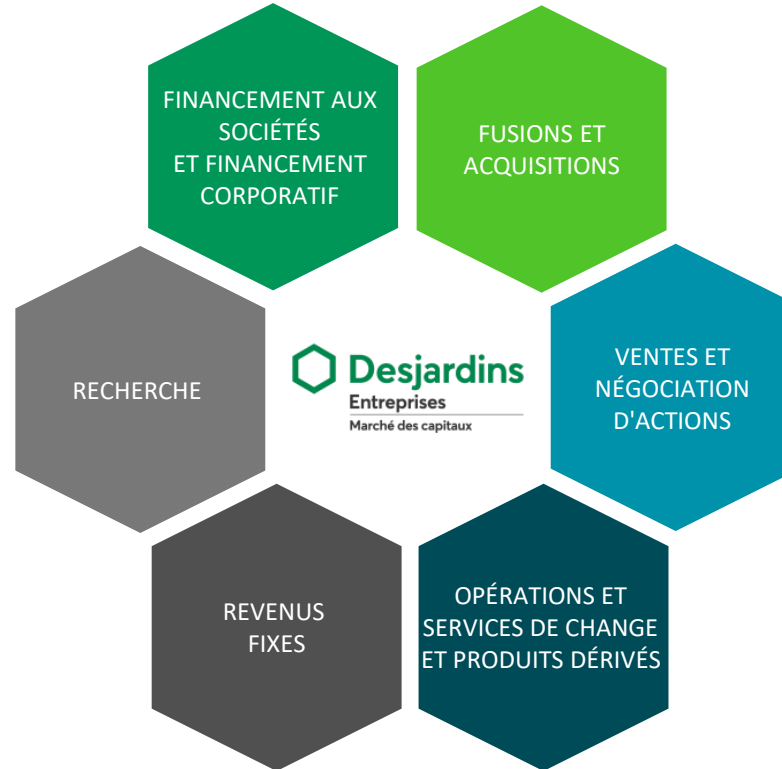 FINANCEMENT AUX
SOCIÉTÉS
ET FINANCEMENT
CORPORATIF
FUSIONS ET
ACQUISITIONS
RECHERCHE
Desjardins
Entreprises
Marché des capitaux
VENTES ET
NÉGOCIATION
D'ACTIONS
REVENUS
FIXES
OPÉRATIONS ET
SERVICES DE CHANGE
ET PRODUITS DÉRIVÉS